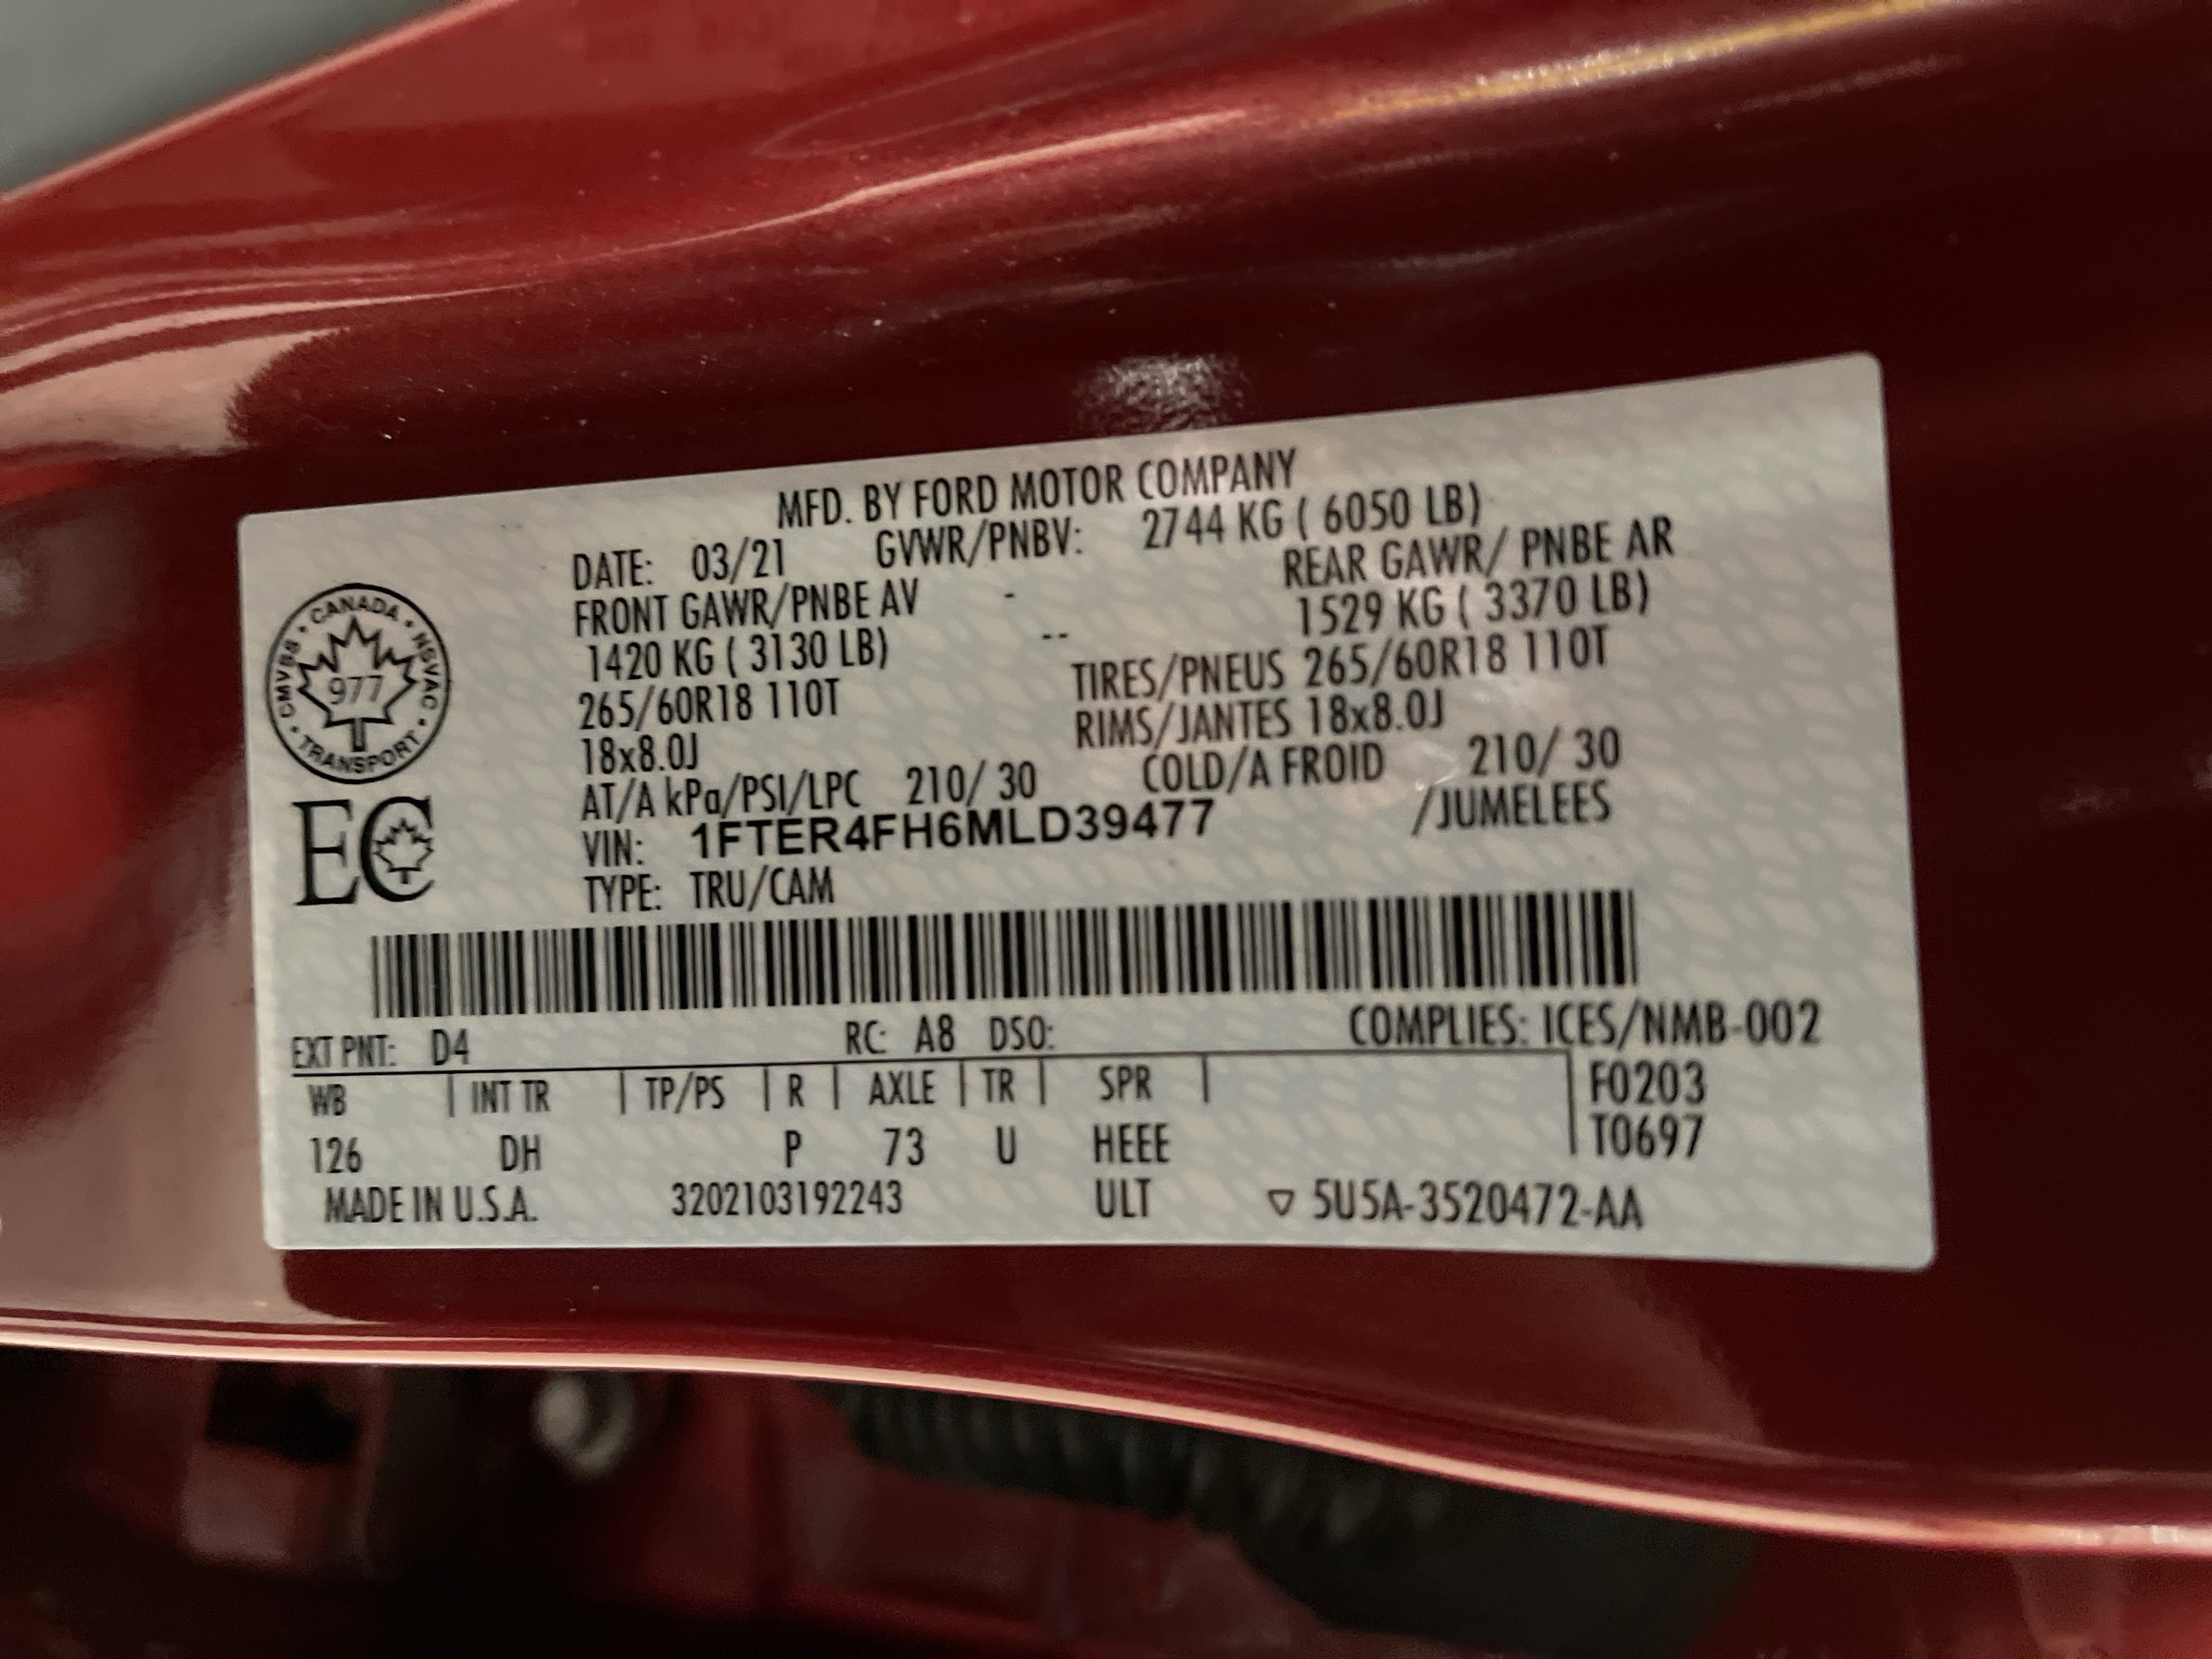 MFD. BY FORD MOTOR COMPANY
DATE: 03/21 GVWR/PNBV: 2744 KG ( 6050 LB)
FRONT GAWR/PNBE AV - REAR GAWR/ PNBE AR
1420 KG ( 3130 LB) -- 1529 KG ( 3370 LB)
265/60R18 110T TIRES/PNEUS 265/60R18 110T
18x8.0J RIMS/JANTES 18x8.0J
AT/A kPa/PSI/LPC 210/ 30 COLD/A FROID 210/ 30
VIN: 1FTER4FH6MLD39477 /JUMELEES
TYPE: TRU/CAM
CANADA • NSVAC • TRANSPORT • CMVSS •
977
EC
EXT PNT: D4 RC: A8 DSO: COMPLIES: ICES/NMB-002
WB | INT TR | TP/PS | R | AXLE | TR | SPR | F0203
126 DH P 73 U HEEE T0697
MADE IN U.S.A. 3202103192243 ULT ▽ 5U5A-3520472-AA